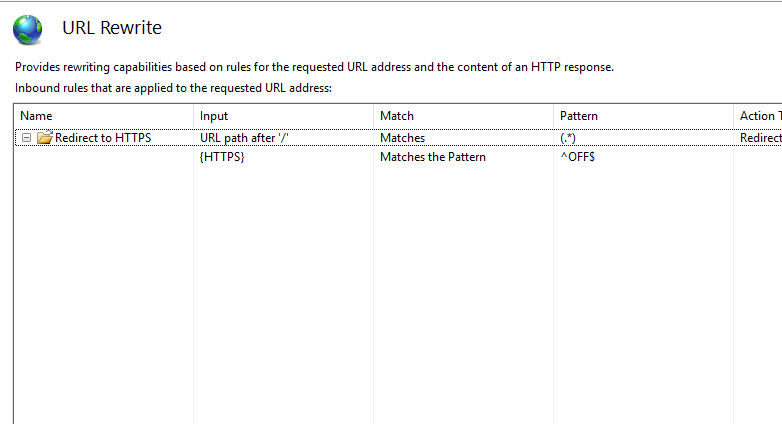 URL Rewrite
Provides rewriting capabilities based on rules for the requested URL address and the content of an HTTP response.
Inbound rules that are applied to the requested URL address:
Name Input Match Pattern Action T
Redirect to HTTPS URL path after '/' Matches (.*) Redirect
{HTTPS} Matches the Pattern ^OFF$